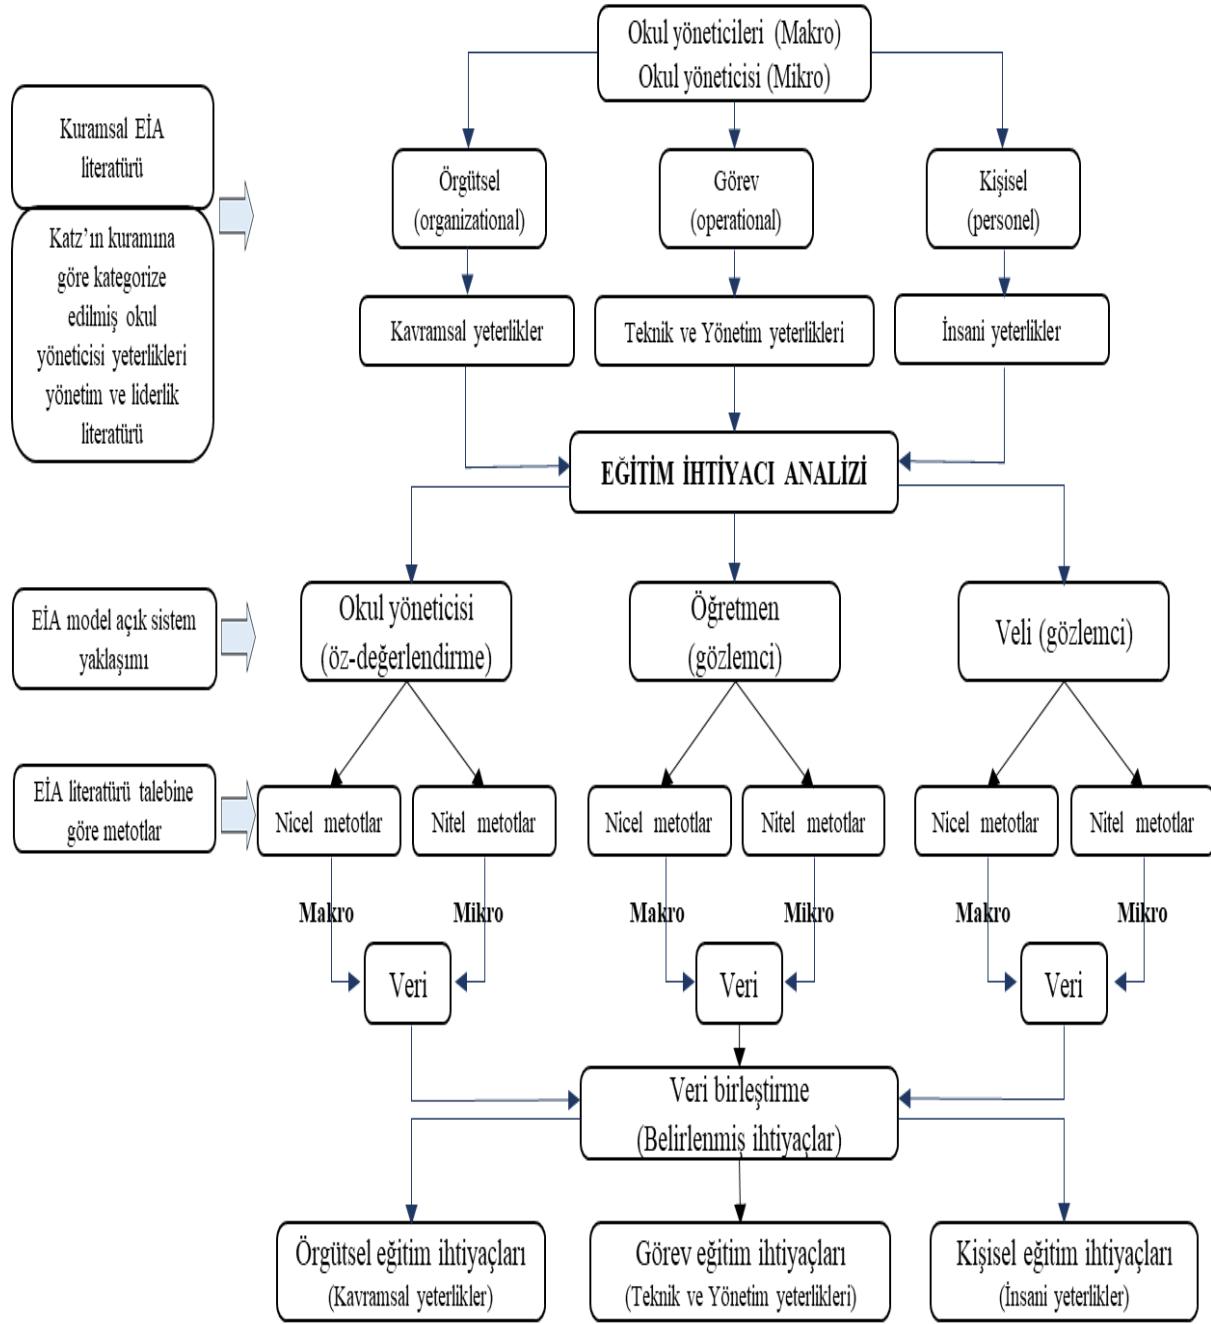 Okul yöneticileri (Makro)
Okul yöneticisi (Mikro)
Kuramsal EİA
literatürü
Katz’ın kuramına
göre kategorize
edilmiş okul
yöneticisi yeterlikleri
yönetim ve liderlik
literatürü
Örgütsel
(organizational)
Görev
(operational)
Kişisel
(personel)
Kavramsal yeterlikler
Teknik ve Yönetim yeterlikleri
İnsani yeterlikler
EĞİTİM İHTİYACI ANALİZİ
EİA model açık sistem
yaklaşımı
Okul yöneticisi
(öz-değerlendirme)
Öğretmen
(gözlemci)
Veli (gözlemci)
EİA literatürü talebine
göre metotlar
Nicel metotlar
Nitel metotlar
Nicel metotlar
Nitel metotlar
Nicel metotlar
Nitel metotlar
Makro
Mikro
Makro
Mikro
Makro
Mikro
Veri
Veri
Veri
Veri birleştirme
(Belirlenmiş ihtiyaçlar)
Örgütsel eğitim ihtiyaçları
(Kavramsal yeterlikler)
Görev eğitim ihtiyaçları
(Teknik ve Yönetim yeterlikleri)
Kişisel eğitim ihtiyaçları
(İnsani yeterlikler)